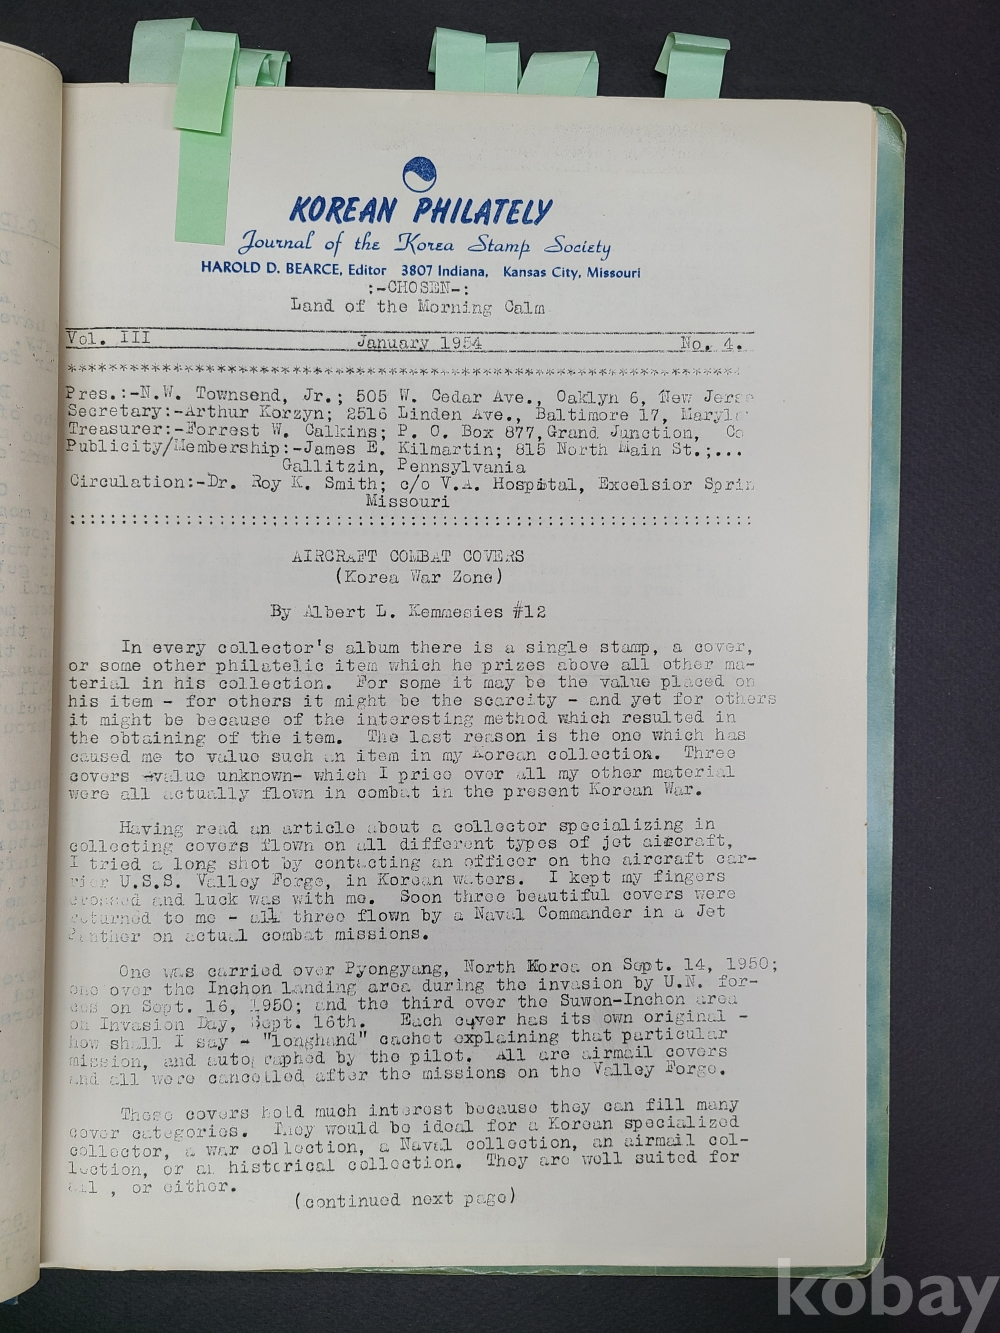 KOREAN PHILATELY
Journal of the Korea Stamp Society
HAROLD D. BEARCE, Editor 3807 Indiana, Kansas City, Missouri
:-CHOSEN-:
Land of the Morning Calm
Vol. III January 1954 No. 4.
Pres.:-N.W. Townsend, Jr.; 505 W. Cedar Ave., Oaklyn 6, New Jerse
Secretary:-Arthur Korzyn; 2516 Linden Ave., Baltimore 17, Maryl
Treasurer:-Forrest W. Calkins; P. O. Box 877, Grand Junction, Co
Publicity/Membership:-James E. Kilmartin; 815 North Main St.;...
Gallitzin, Pennsylvania
Circulation:-Dr. Roy K. Smith; c/o V.A. Hospital, Excelsior Sprin
Missouri
AIRCRAFT COMBAT COVERS
(Korea War Zone)
By Albert L. Kemmesies #12
In every collector's album there is a single stamp, a cover,
or some other philatelic item which he prizes above all other ma-
terial in his collection. For some it may be the value placed on
his item - for others it might be the scarcity - and yet for others
it might be because of the interesting method which resulted in
the obtaining of the item. The last reason is the one which has
caused me to value such an item in my Korean collection. Three
covers -value unknown- which I price over all my other material
were all actually flown in combat in the present Korean War.
Having read an article about a collector specializing in
collecting covers flown on all different types of jet aircraft,
I tried a long shot by contacting an officer on the aircraft car-
rier U.S.S. Valley Forge, in Korean waters. I kept my fingers
crossed and luck was with me. Soon three beautiful covers were
returned to me - all three flown by a Naval Commander in a Jet
Panther on actual combat missions.
One was carried over Pyongyang, North Korea on Sept. 14, 1950;
one over the Inchon landing area during the invasion by U.N. for-
ces on Sept. 16, 1950; and the third over the Suwon-Inchon area
on Invasion Day, Sept. 16th. Each cover has its own original -
how shall I say - "longhand" cachet explaining that particular
mission, and autographed by the pilot. All are airmail covers
and all were cancelled after the missions on the Valley Forge.
These covers hold much interest because they can fill many
cover categories. They would be ideal for a Korean specialized
collector, a war collection, a Naval collection, an airmail col-
lection, or an historical collection. They are well suited for
all , or either.
(continued next page)
kobay